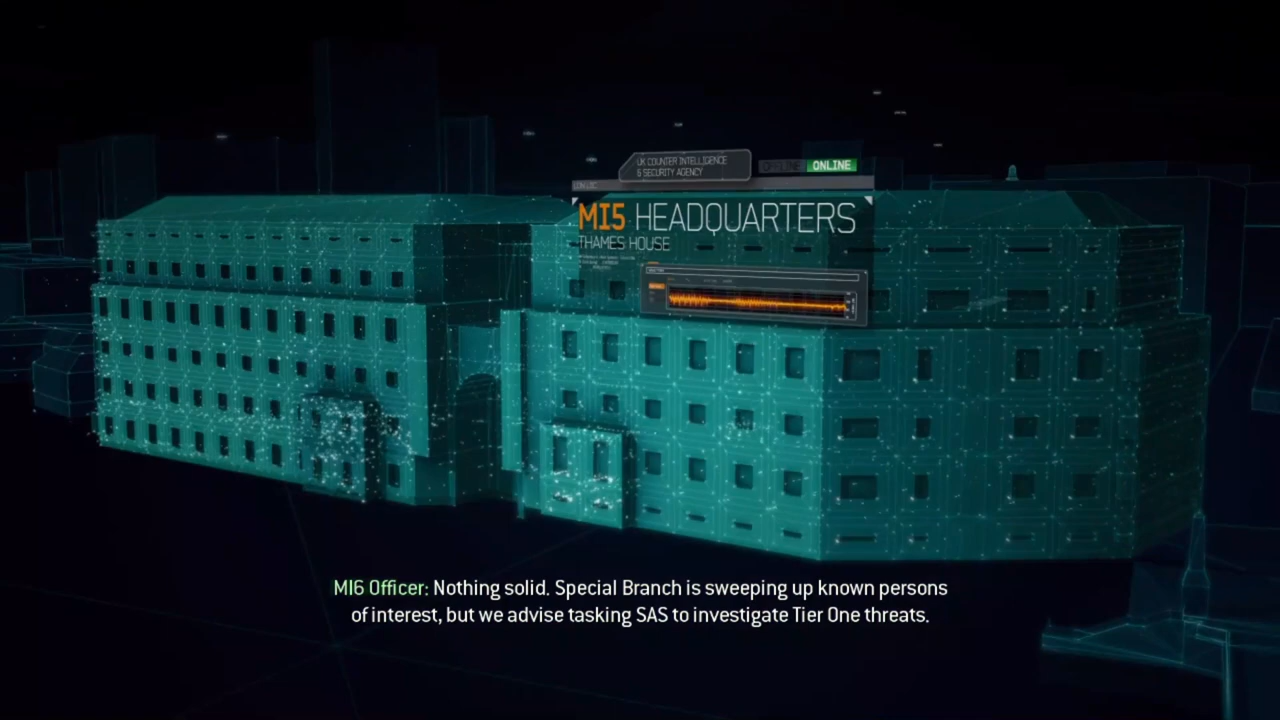 UK COUNTER INTELLIGENCE
& SECURITY AGENCY
OFFLINE ONLINE
MI5 HEADQUARTERS
THAMES HOUSE
MI6 Officer: Nothing solid. Special Branch is sweeping up known persons
of interest, but we advise tasking SAS to investigate Tier One threats.